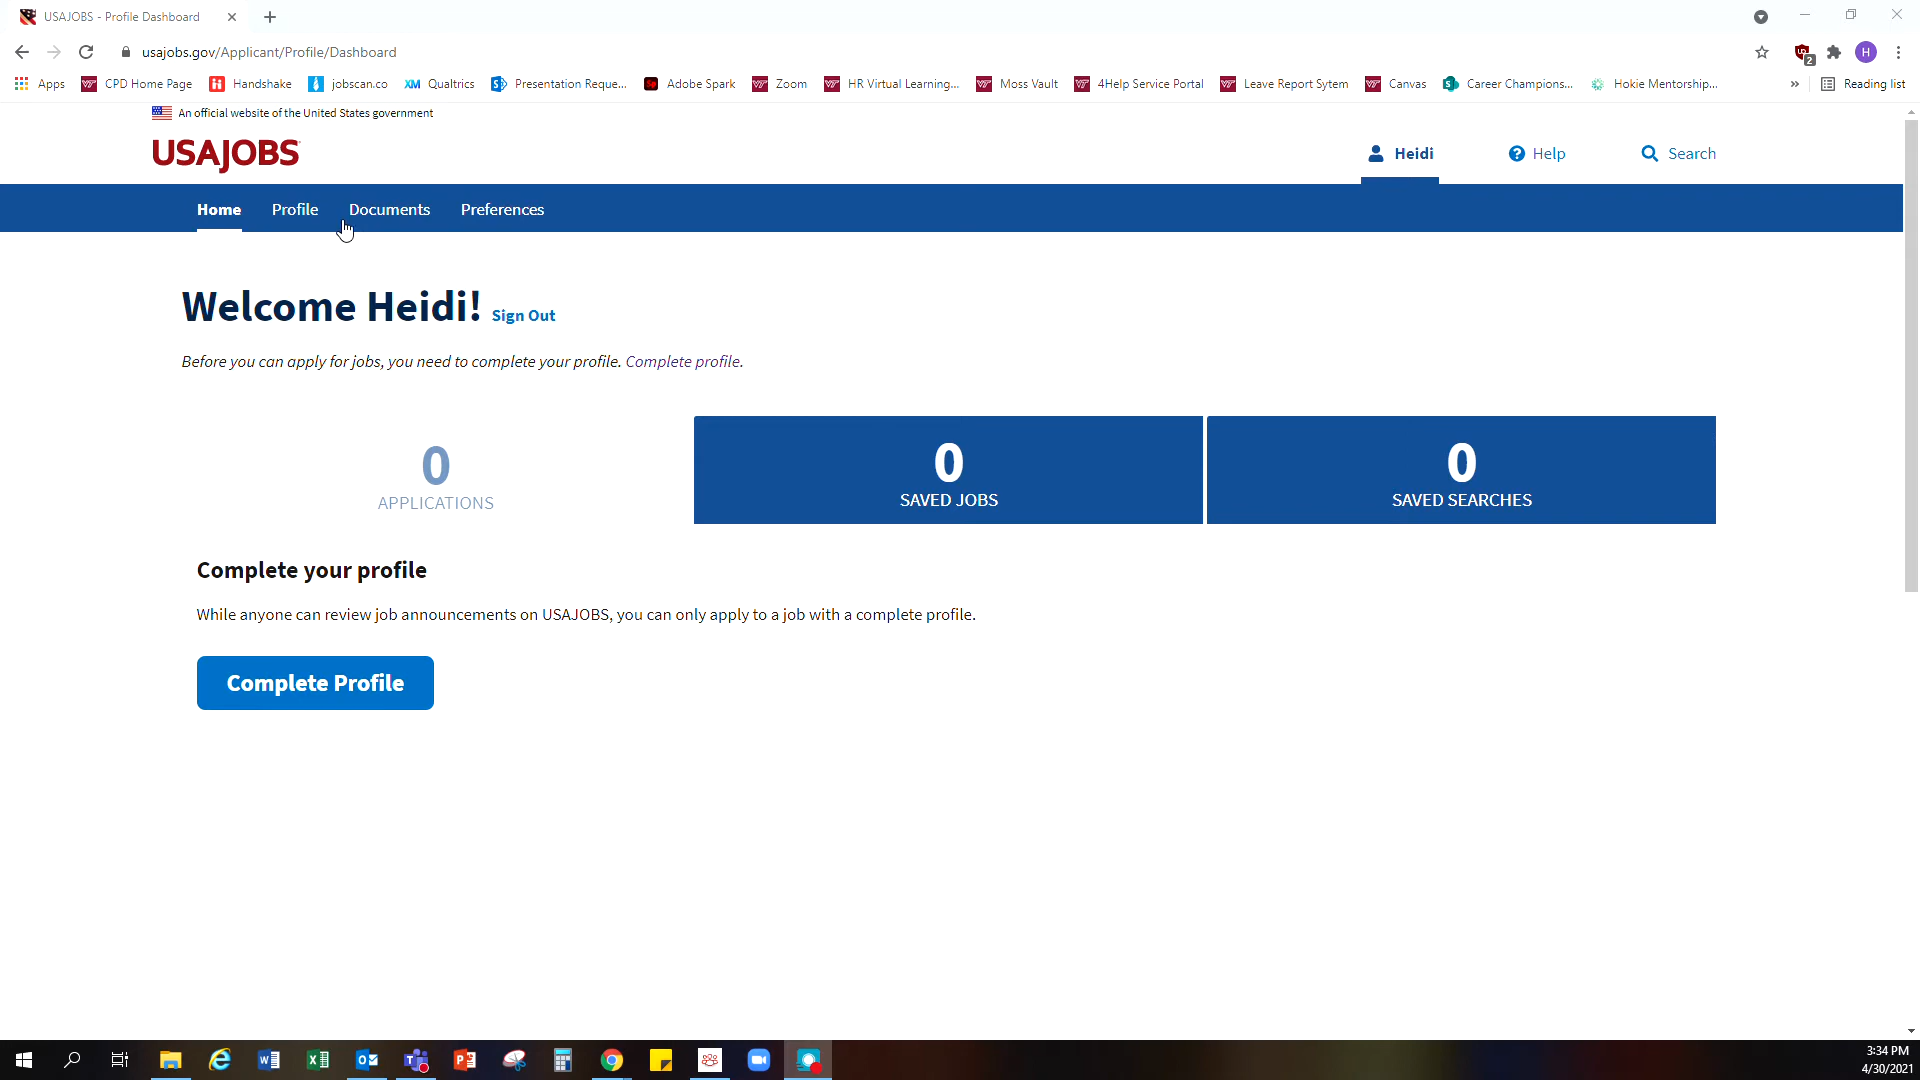 USAJOBS - Profile Dashboard
usajobs.gov/Applicant/Profile/Dashboard
H
2
Apps CPD Home Page Handshake jobscan.co XM Qualtrics Presentation Reque... Adobe Spark Zoom HR Virtual Learning... Moss Vault 4Help Service Portal Leave Report Sytem Canvas Career Champions... Hokie Mentorship... » Reading list
An official website of the United States government
USAJOBS
Heidi Help Search
Home Profile Documents Preferences
Welcome Heidi! Sign Out
Before you can apply for jobs, you need to complete your profile. Complete profile.
0 0 0
APPLICATIONS SAVED JOBS SAVED SEARCHES
Complete your profile
While anyone can review job announcements on USAJOBS, you can only apply to a job with a complete profile.
Complete Profile
3:34 PM
4/30/2021